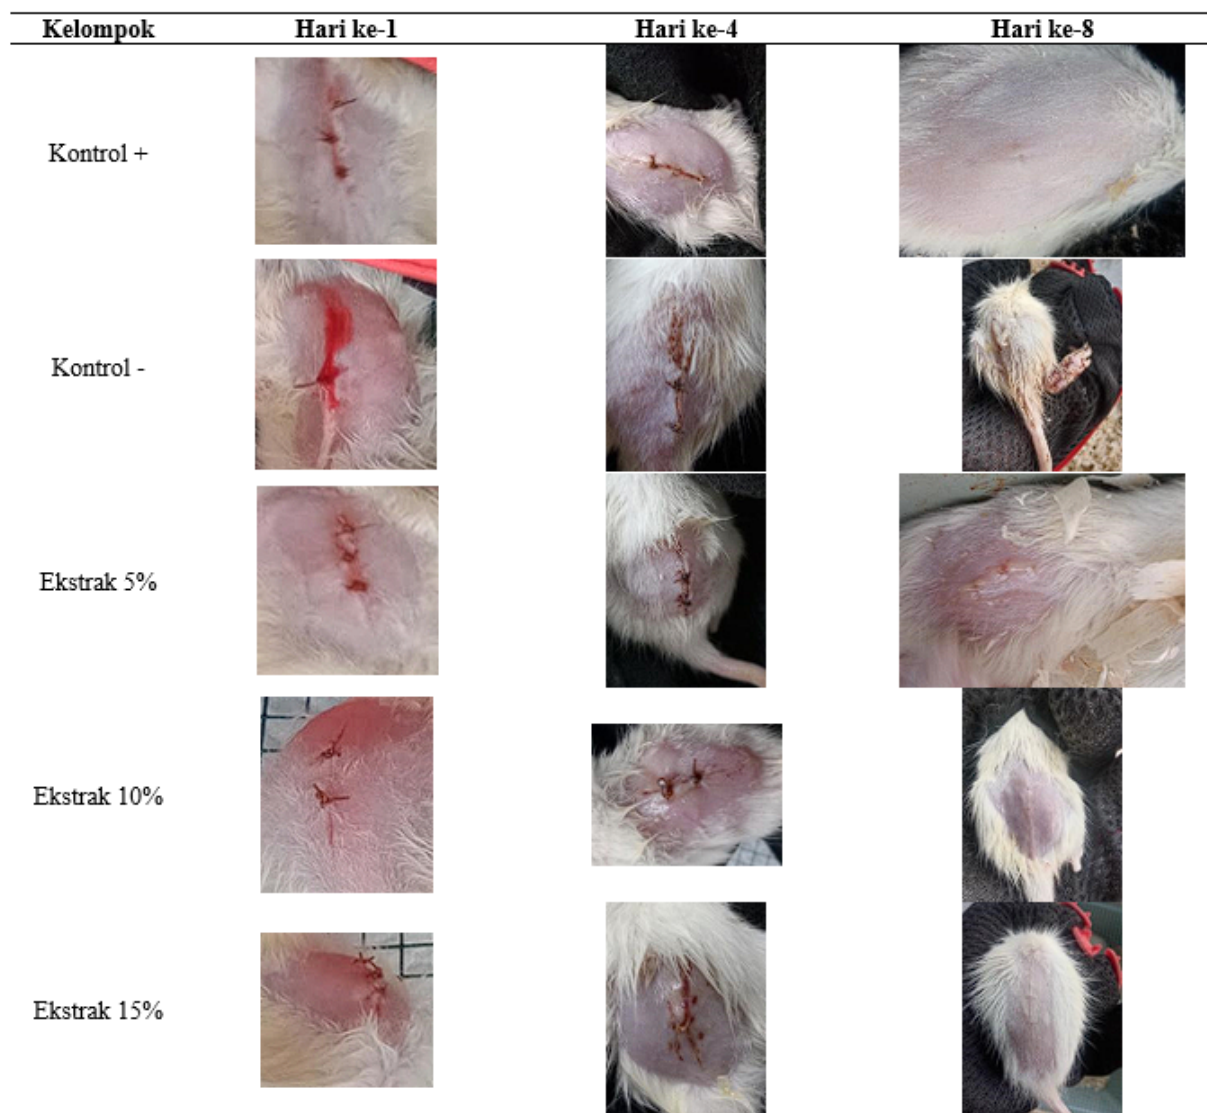 Kelompok Hari ke-1 Hari ke-4 Hari ke-8
Kontrol +
Kontrol -
Ekstrak 5%
Ekstrak 10%
Ekstrak 15%